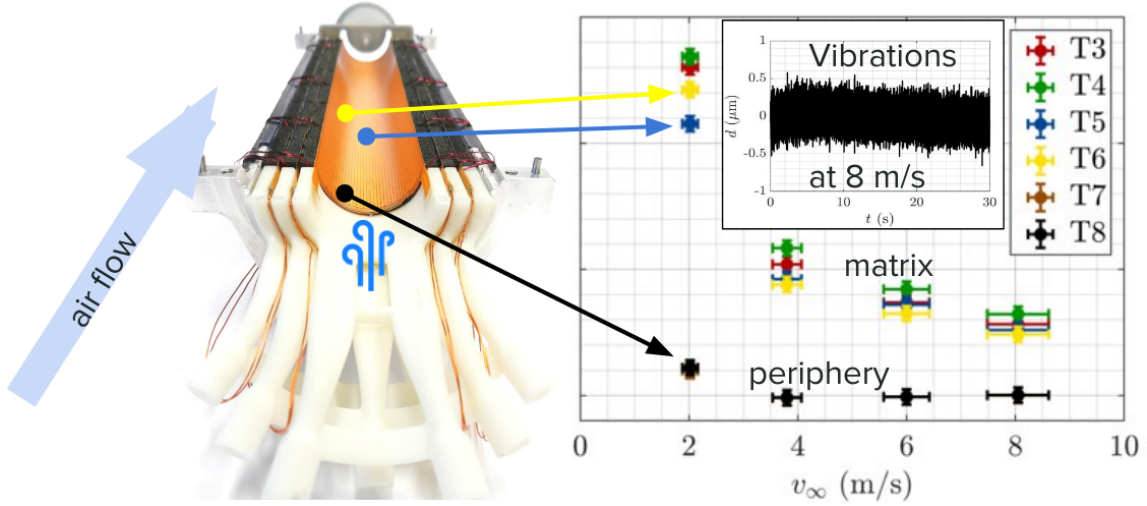 air flow
Vibrations
at 8 m/s
1
0.5
0
-0.5
-1
d (μm)
0 10 20 30
t (s)
T3
T4
T5
T6
T7
T8
matrix
periphery
0 2 4 6 8 10
v∞ (m/s)